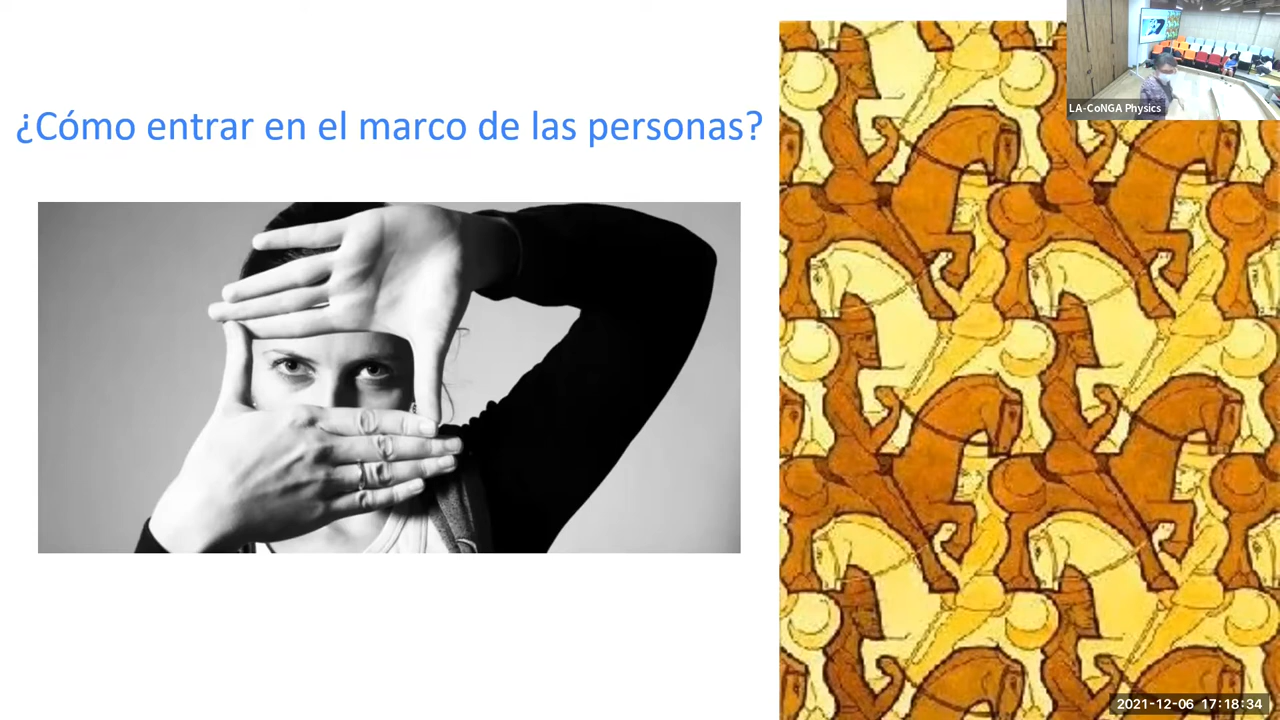 ¿Cómo entrar en el marco de las personas?
LA-CoNGA Physics
2021-12-06 17:18:34